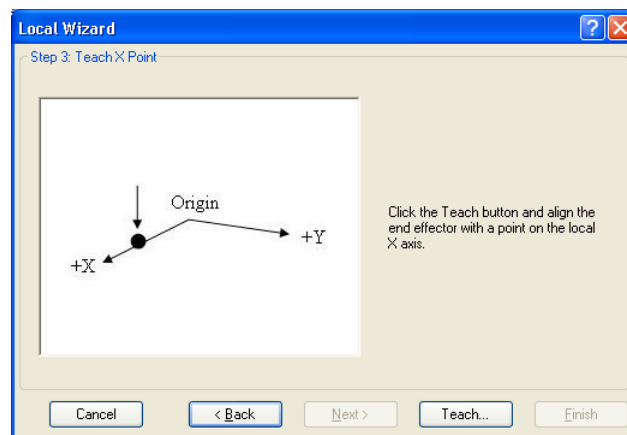 Local Wizard
Step 3: Teach X Point
Origin
+Y
+X
Click the Teach button and align the
end effector with a point on the local
X axis.
Cancel
< Back
Next >
Teach...
Finish